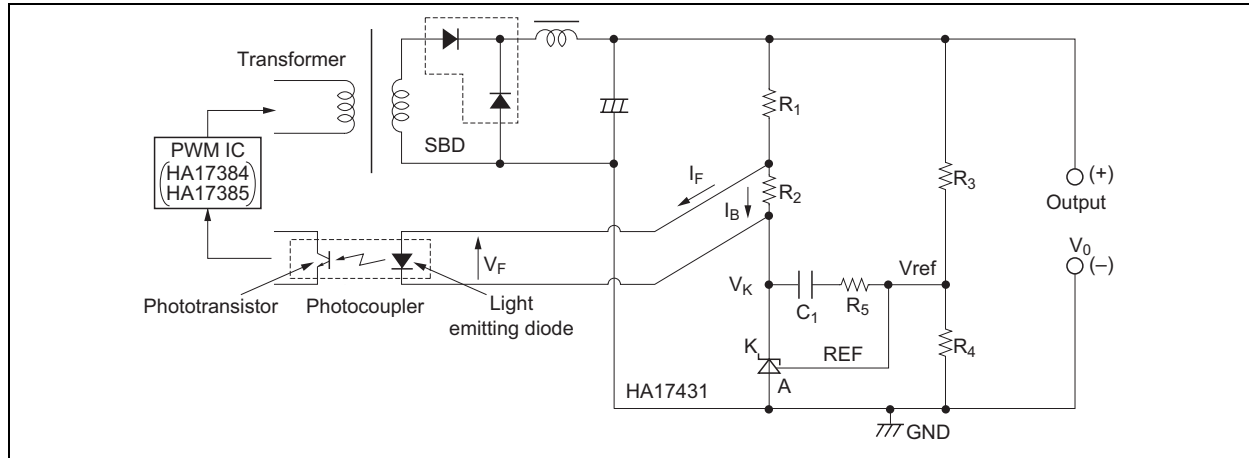 Transformer
SBD
PWM IC
(HA17384
HA17385)
R1
IF
R2
IB
R3
(+)
Output
V0
(–)
VF
Phototransistor
Photocoupler
Light
emitting diode
VK
C1
R5
Vref
K
REF
R4
A
HA17431
GND